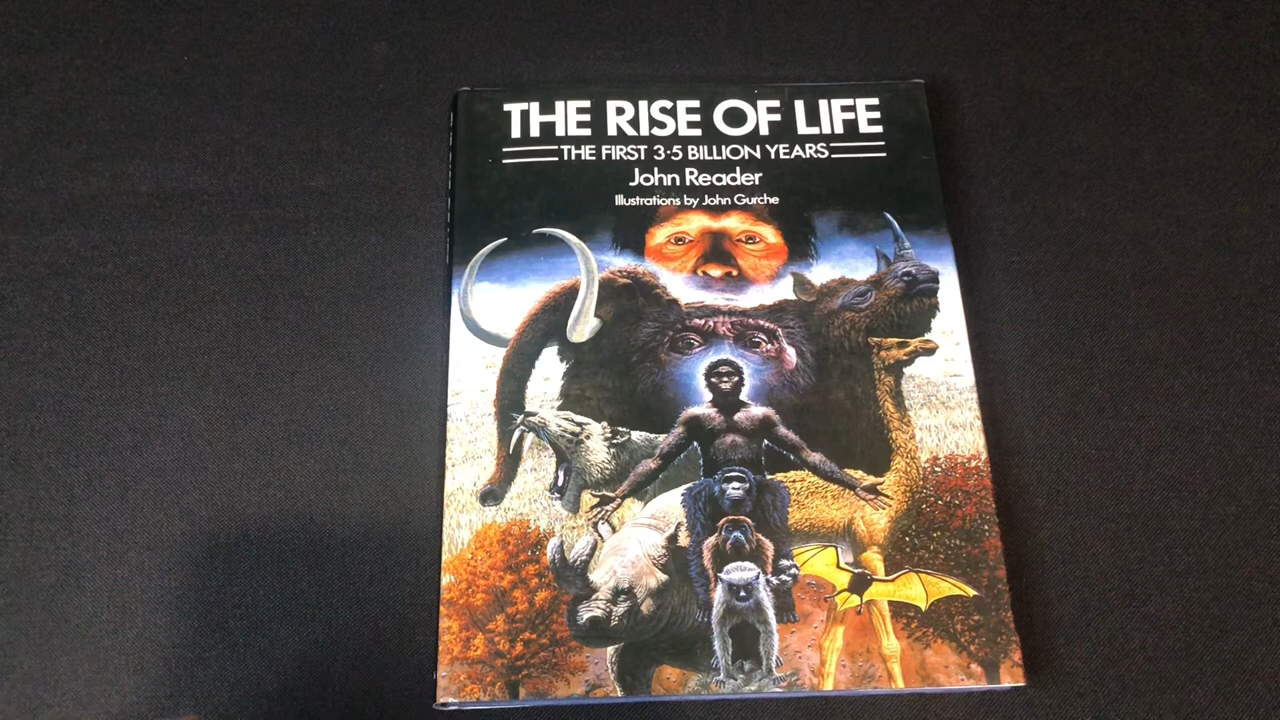 THE RISE OF LIFE
THE FIRST 3·5 BILLION YEARS
John Reader
Illustrations by John Gurche